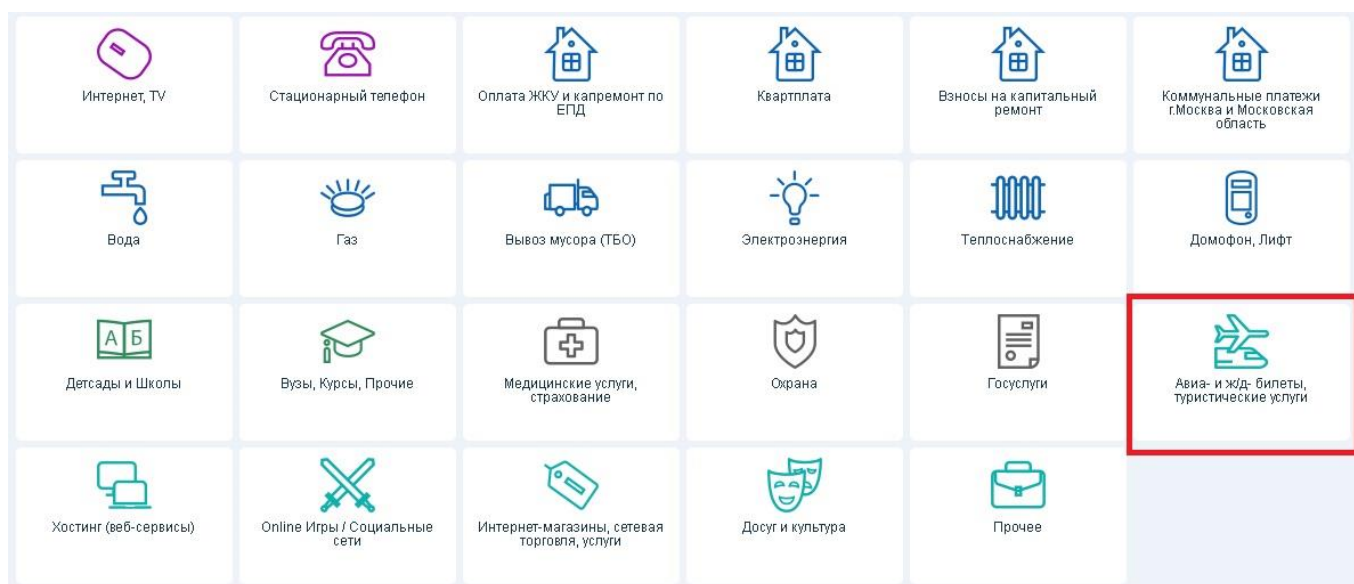 Интернет, TV
Стационарный телефон
Оплата ЖКУ и капремонт по
ЕПД
Квартплата
Взносы на капитальный
ремонт
Коммунальные платежи
г.Москва и Московская
область
Вода
Газ
Вывоз мусора (ТБО)
Электроэнергия
Теплоснабжение
Домофон, Лифт
А Б
Детсады и Школы
Вузы, Курсы, Прочие
Медицинские услуги,
страхование
Охрана
Госуслуги
Авиа- и ж/д- билеты,
туристические услуги
Хостинг (веб-сервисы)
Online Игры / Социальные
сети
Интернет-магазины, сетевая
торговля, услуги
Досуг и культура
Прочее